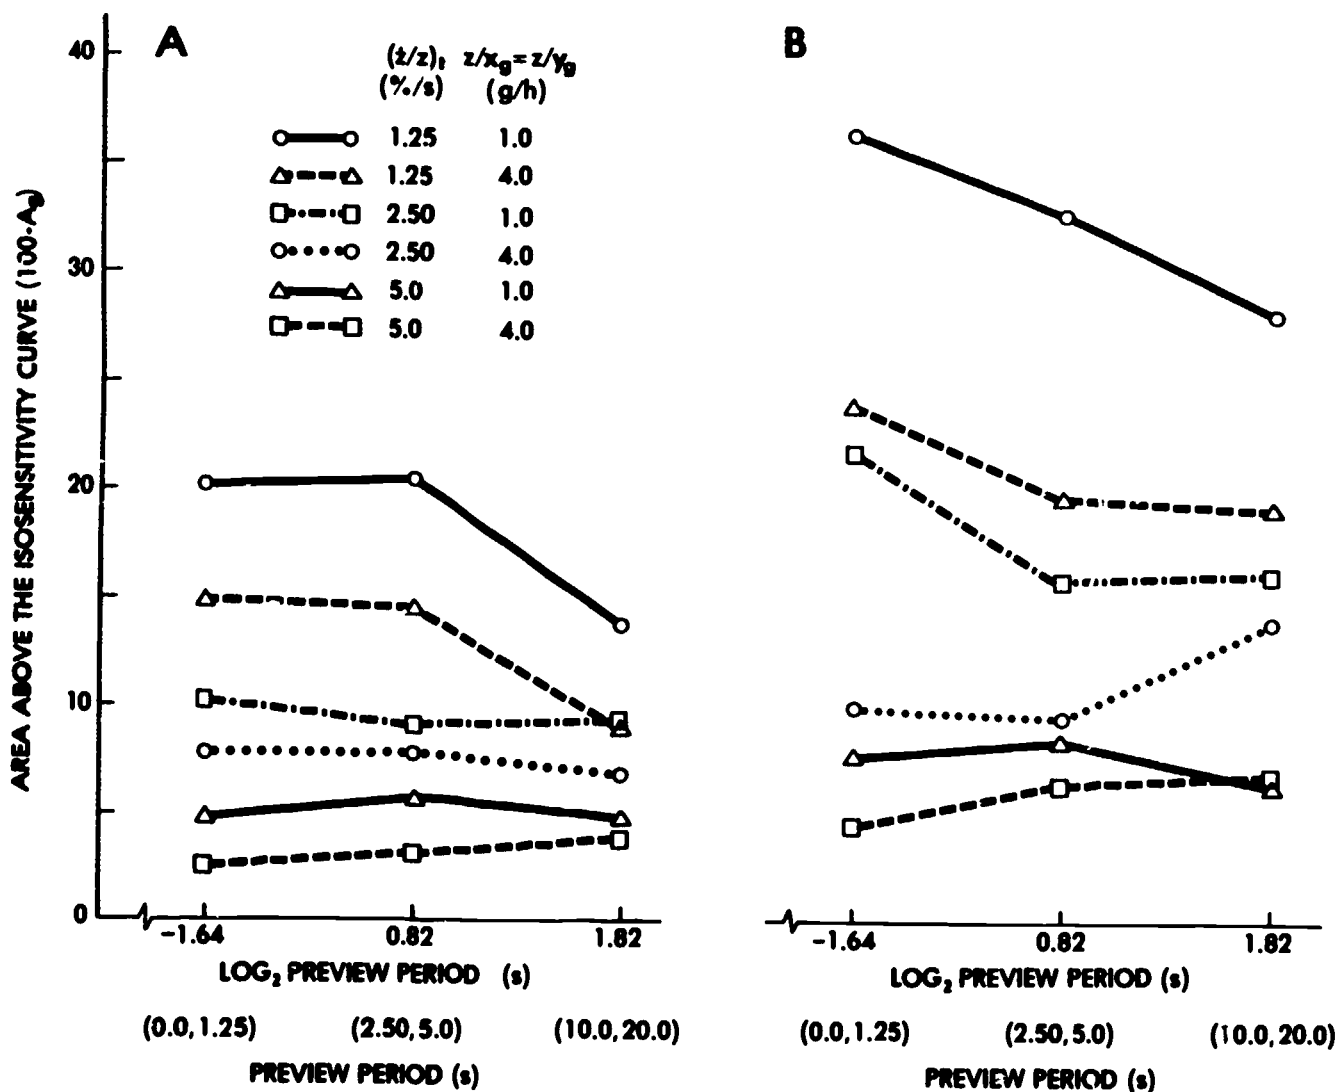 A
B
(ż/z)t z/xg=z/yg
(%/s) (g/h)
1.25 1.0
1.25 4.0
2.50 1.0
2.50 4.0
5.0 1.0
5.0 4.0
AREA ABOVE THE ISOSENSITIVITY CURVE (100-Ag)
40
30
20
10
0
-1.64 0.82 1.82
LOG2 PREVIEW PERIOD (s)
(0.0,1.25) (2.50,5.0) (10.0,20.0)
PREVIEW PERIOD (s)
-1.64 0.82 1.82
LOG2 PREVIEW PERIOD (s)
(0.0,1.25) (2.50,5.0) (10.0,20.0)
PREVIEW PERIOD (s)